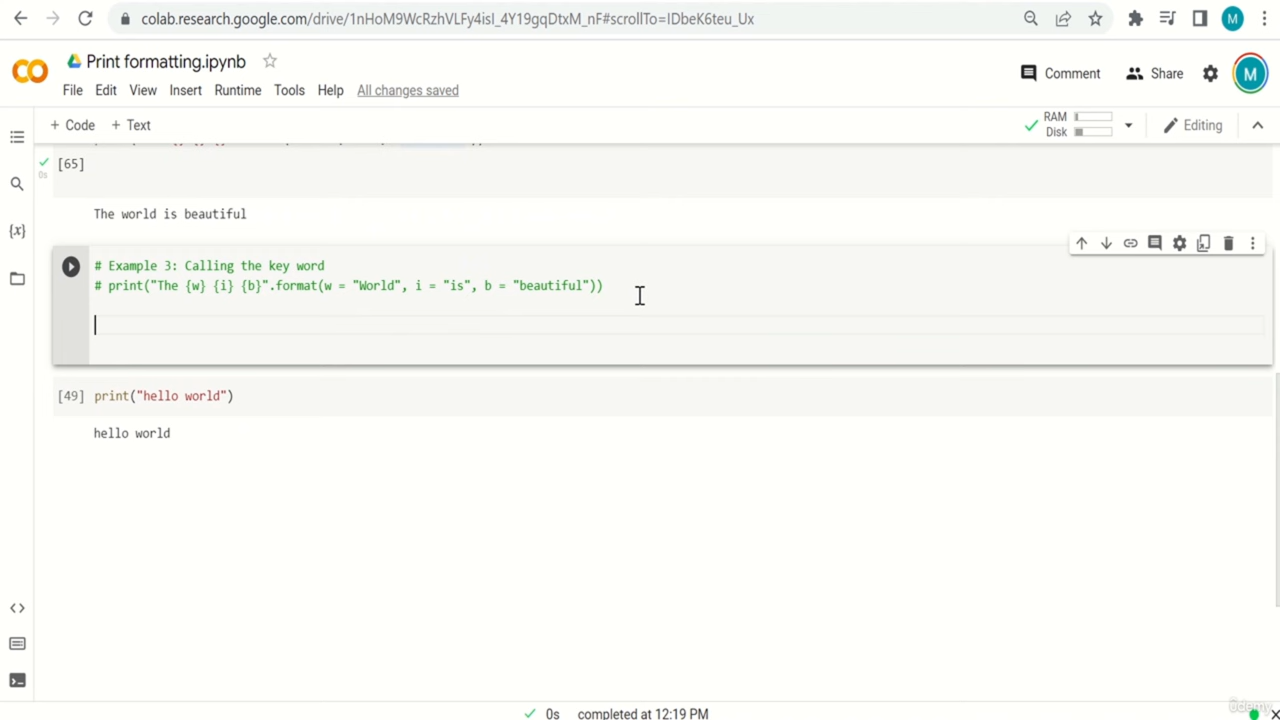 colab.research.google.com/drive/1nHoM9WcRzhVLFy4isI_4Y19gqDtxM_nF#scrollTo=IDbeK6teu_Ux
M
Print formatting.ipynb
Comment
Share
M
File Edit View Insert Runtime Tools Help All changes saved
+ Code + Text
RAM
Disk
Editing
[65]
0s
The world is beautiful
{x}
# Example 3: Calling the key word
# print("The {w} {i} {b}".format(w = "World", i = "is", b = "beautiful"))
[49] print("hello world")
hello world
0s completed at 12:19 PM
Udemy